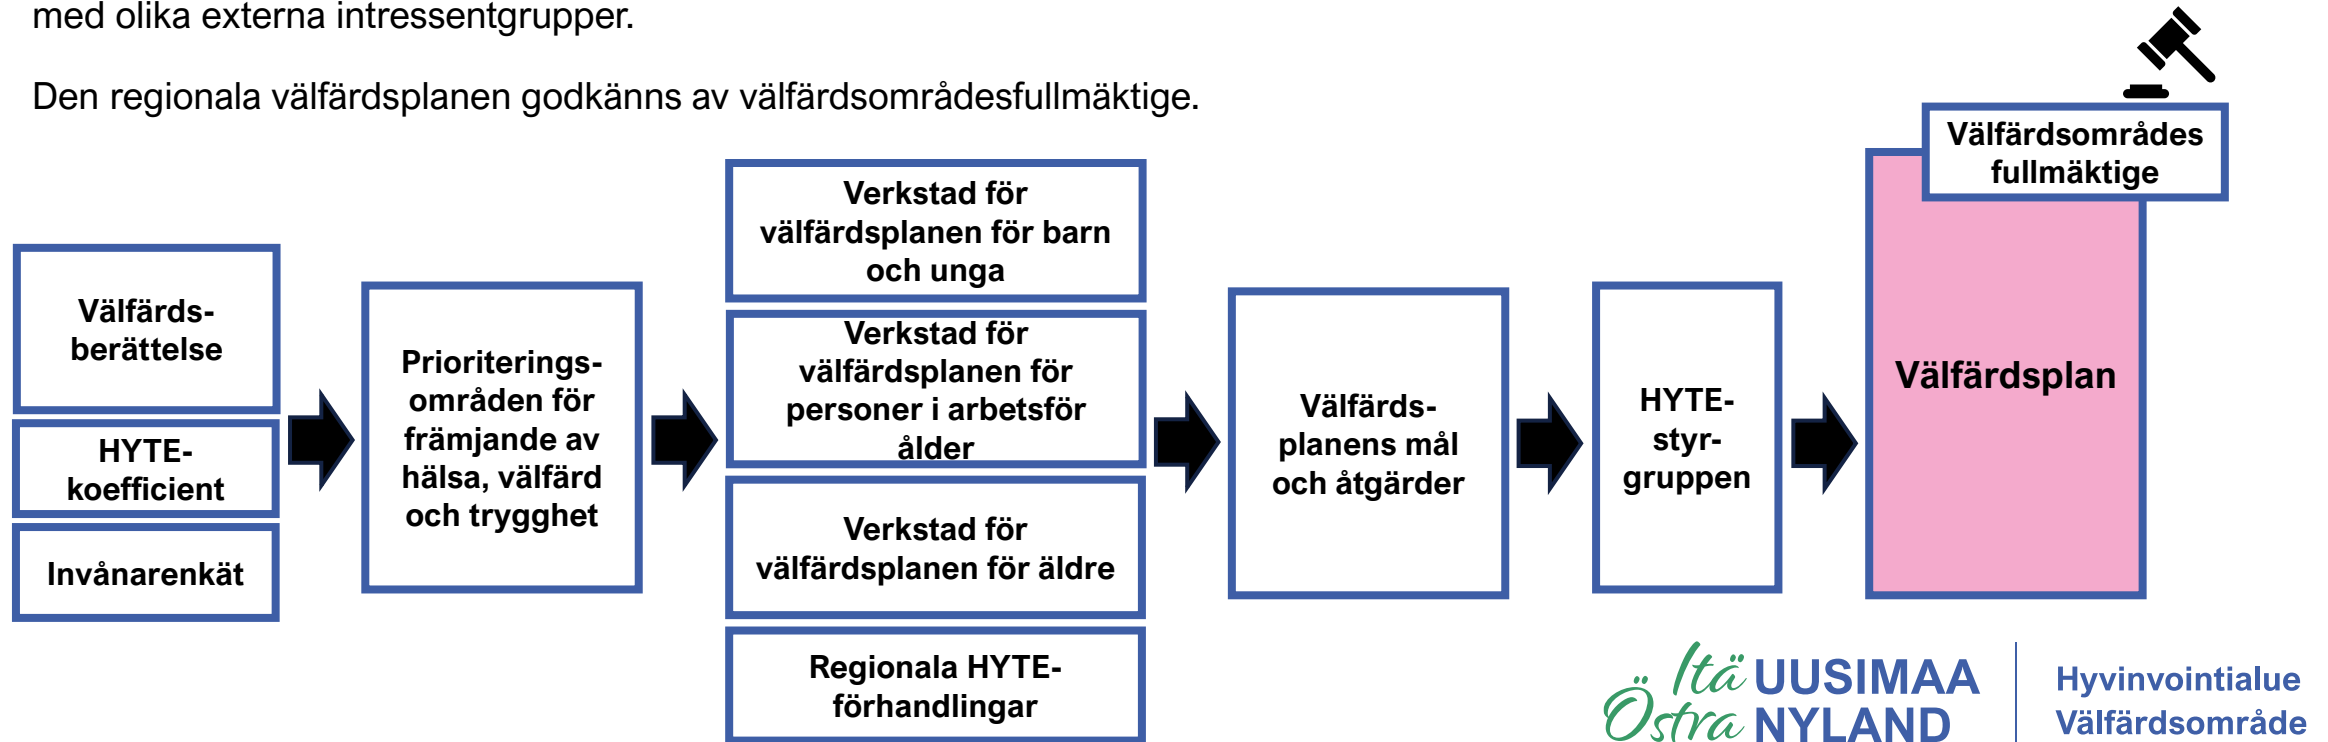 med olika externa intressentgrupper.
Den regionala välfärdsplanen godkänns av välfärdsområdesfullmäktige.
Välfärds-
berättelse
HYTE-
koefficient
Invånarenkät
Prioriterings-
områden för
främjande av
hälsa, välfärd
och trygghet
Verkstad för
välfärdsplanen för barn
och unga
Verkstad för
välfärdsplanen för
personer i arbetsför
ålder
Verkstad för
välfärdsplanen för äldre
Regionala HYTE-
förhandlingar
Välfärds-
planens mål
och åtgärder
HYTE-
styr-
gruppen
Välfärdsområdes
fullmäktige
Välfärdsplan
Itä UUSIMAA
Östra NYLAND
Hyvinvointialue
Välfärdsområde